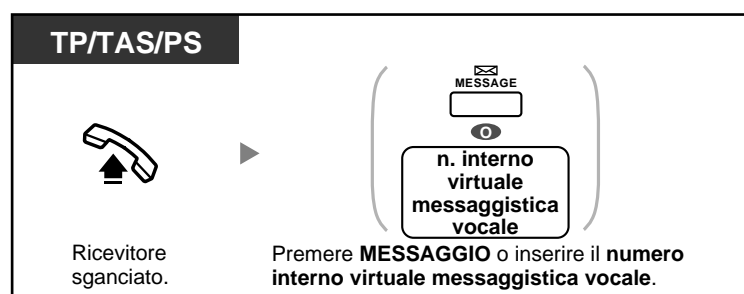 TP/TAS/PS
MESSAGE
O
n. interno
virtuale
messaggistica
vocale
Ricevitore
sganciato.
Premere MESSAGGIO o inserire il numero
interno virtuale messaggistica vocale.